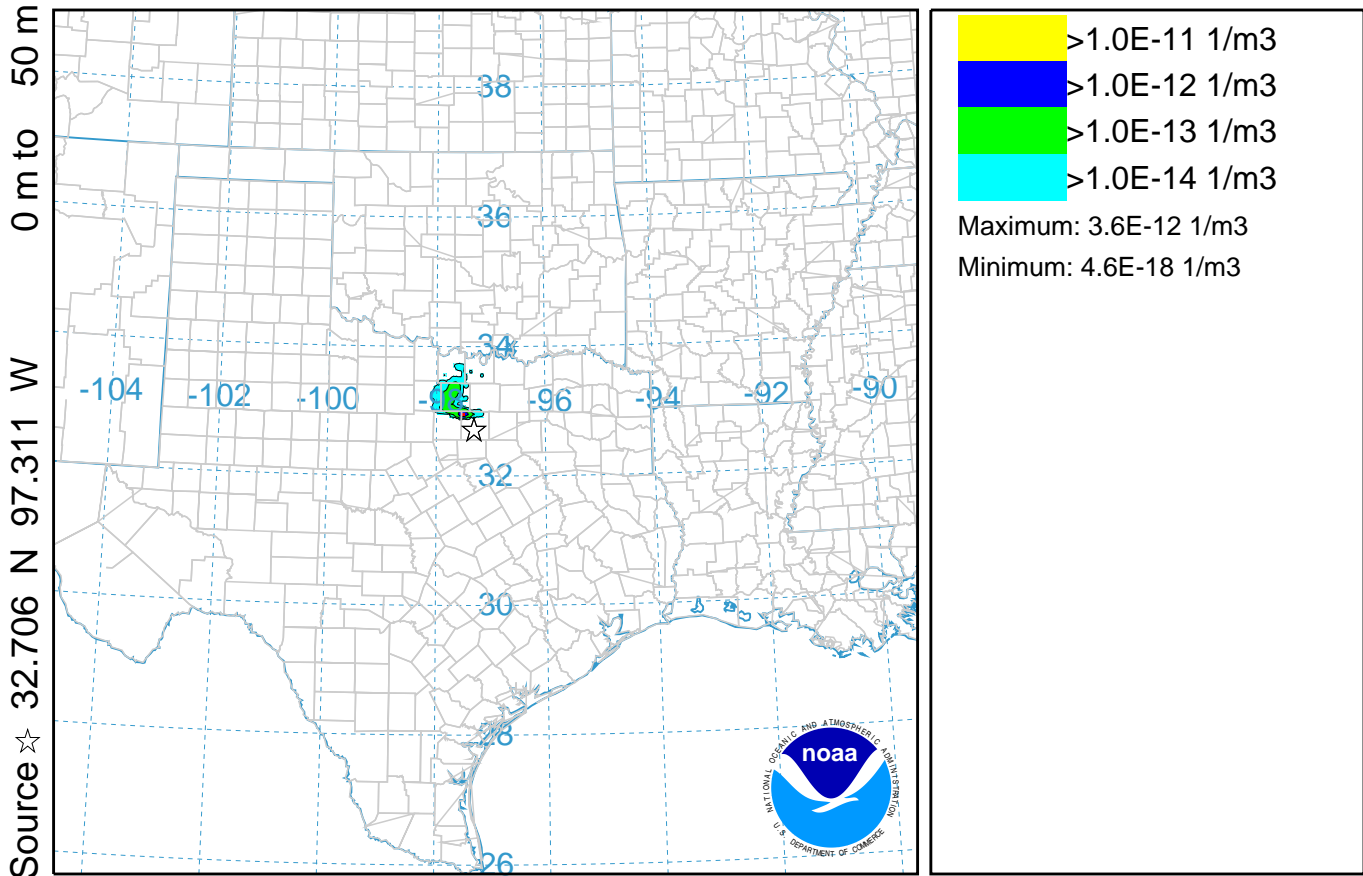 Source ☆ 32.706 N 97.311 W 0 m to 50 m
38
36
34
-104
-102
-100
-96
-94
-92
-90
32
30
28
26
NATIONAL OCEANIC AND ATMOSPHERIC ADMINISTRATION
noaa
U.S. DEPARTMENT OF COMMERCE
>1.0E-11 1/m3
>1.0E-12 1/m3
>1.0E-13 1/m3
>1.0E-14 1/m3
Maximum: 3.6E-12 1/m3
Minimum: 4.6E-18 1/m3